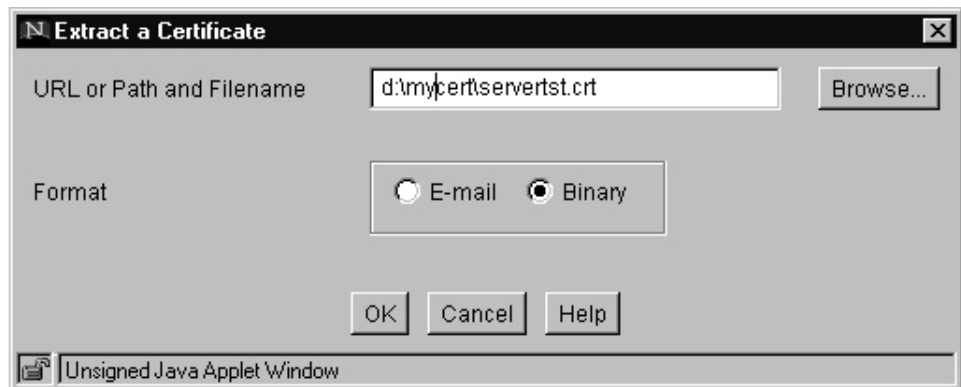 N Extract a Certificate
URL or Path and Filename d:\mycert\servertst.crt Browse...
Format E-mail Binary
OK Cancel Help
Unsigned Java Applet Window